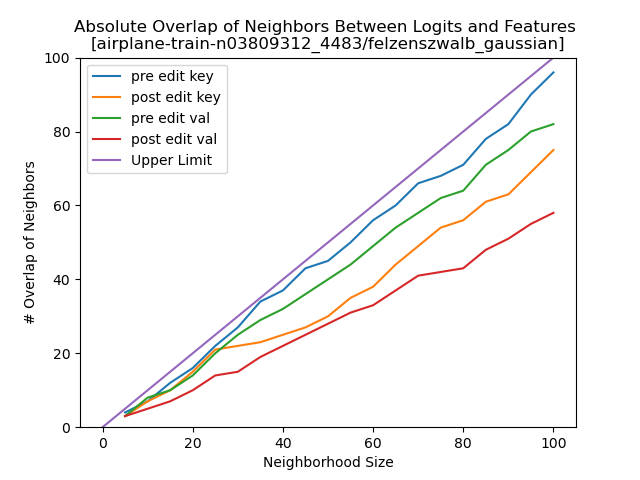 Absolute Overlap of Neighbors Between Logits and Features
[airplane-train-n03809312_4483/felzenszwalb_gaussian]
pre edit key
post edit key
pre edit val
post edit val
Upper Limit
# Overlap of Neighbors
100
80
60
40
20
0
0 20 40 60 80 100
Neighborhood Size